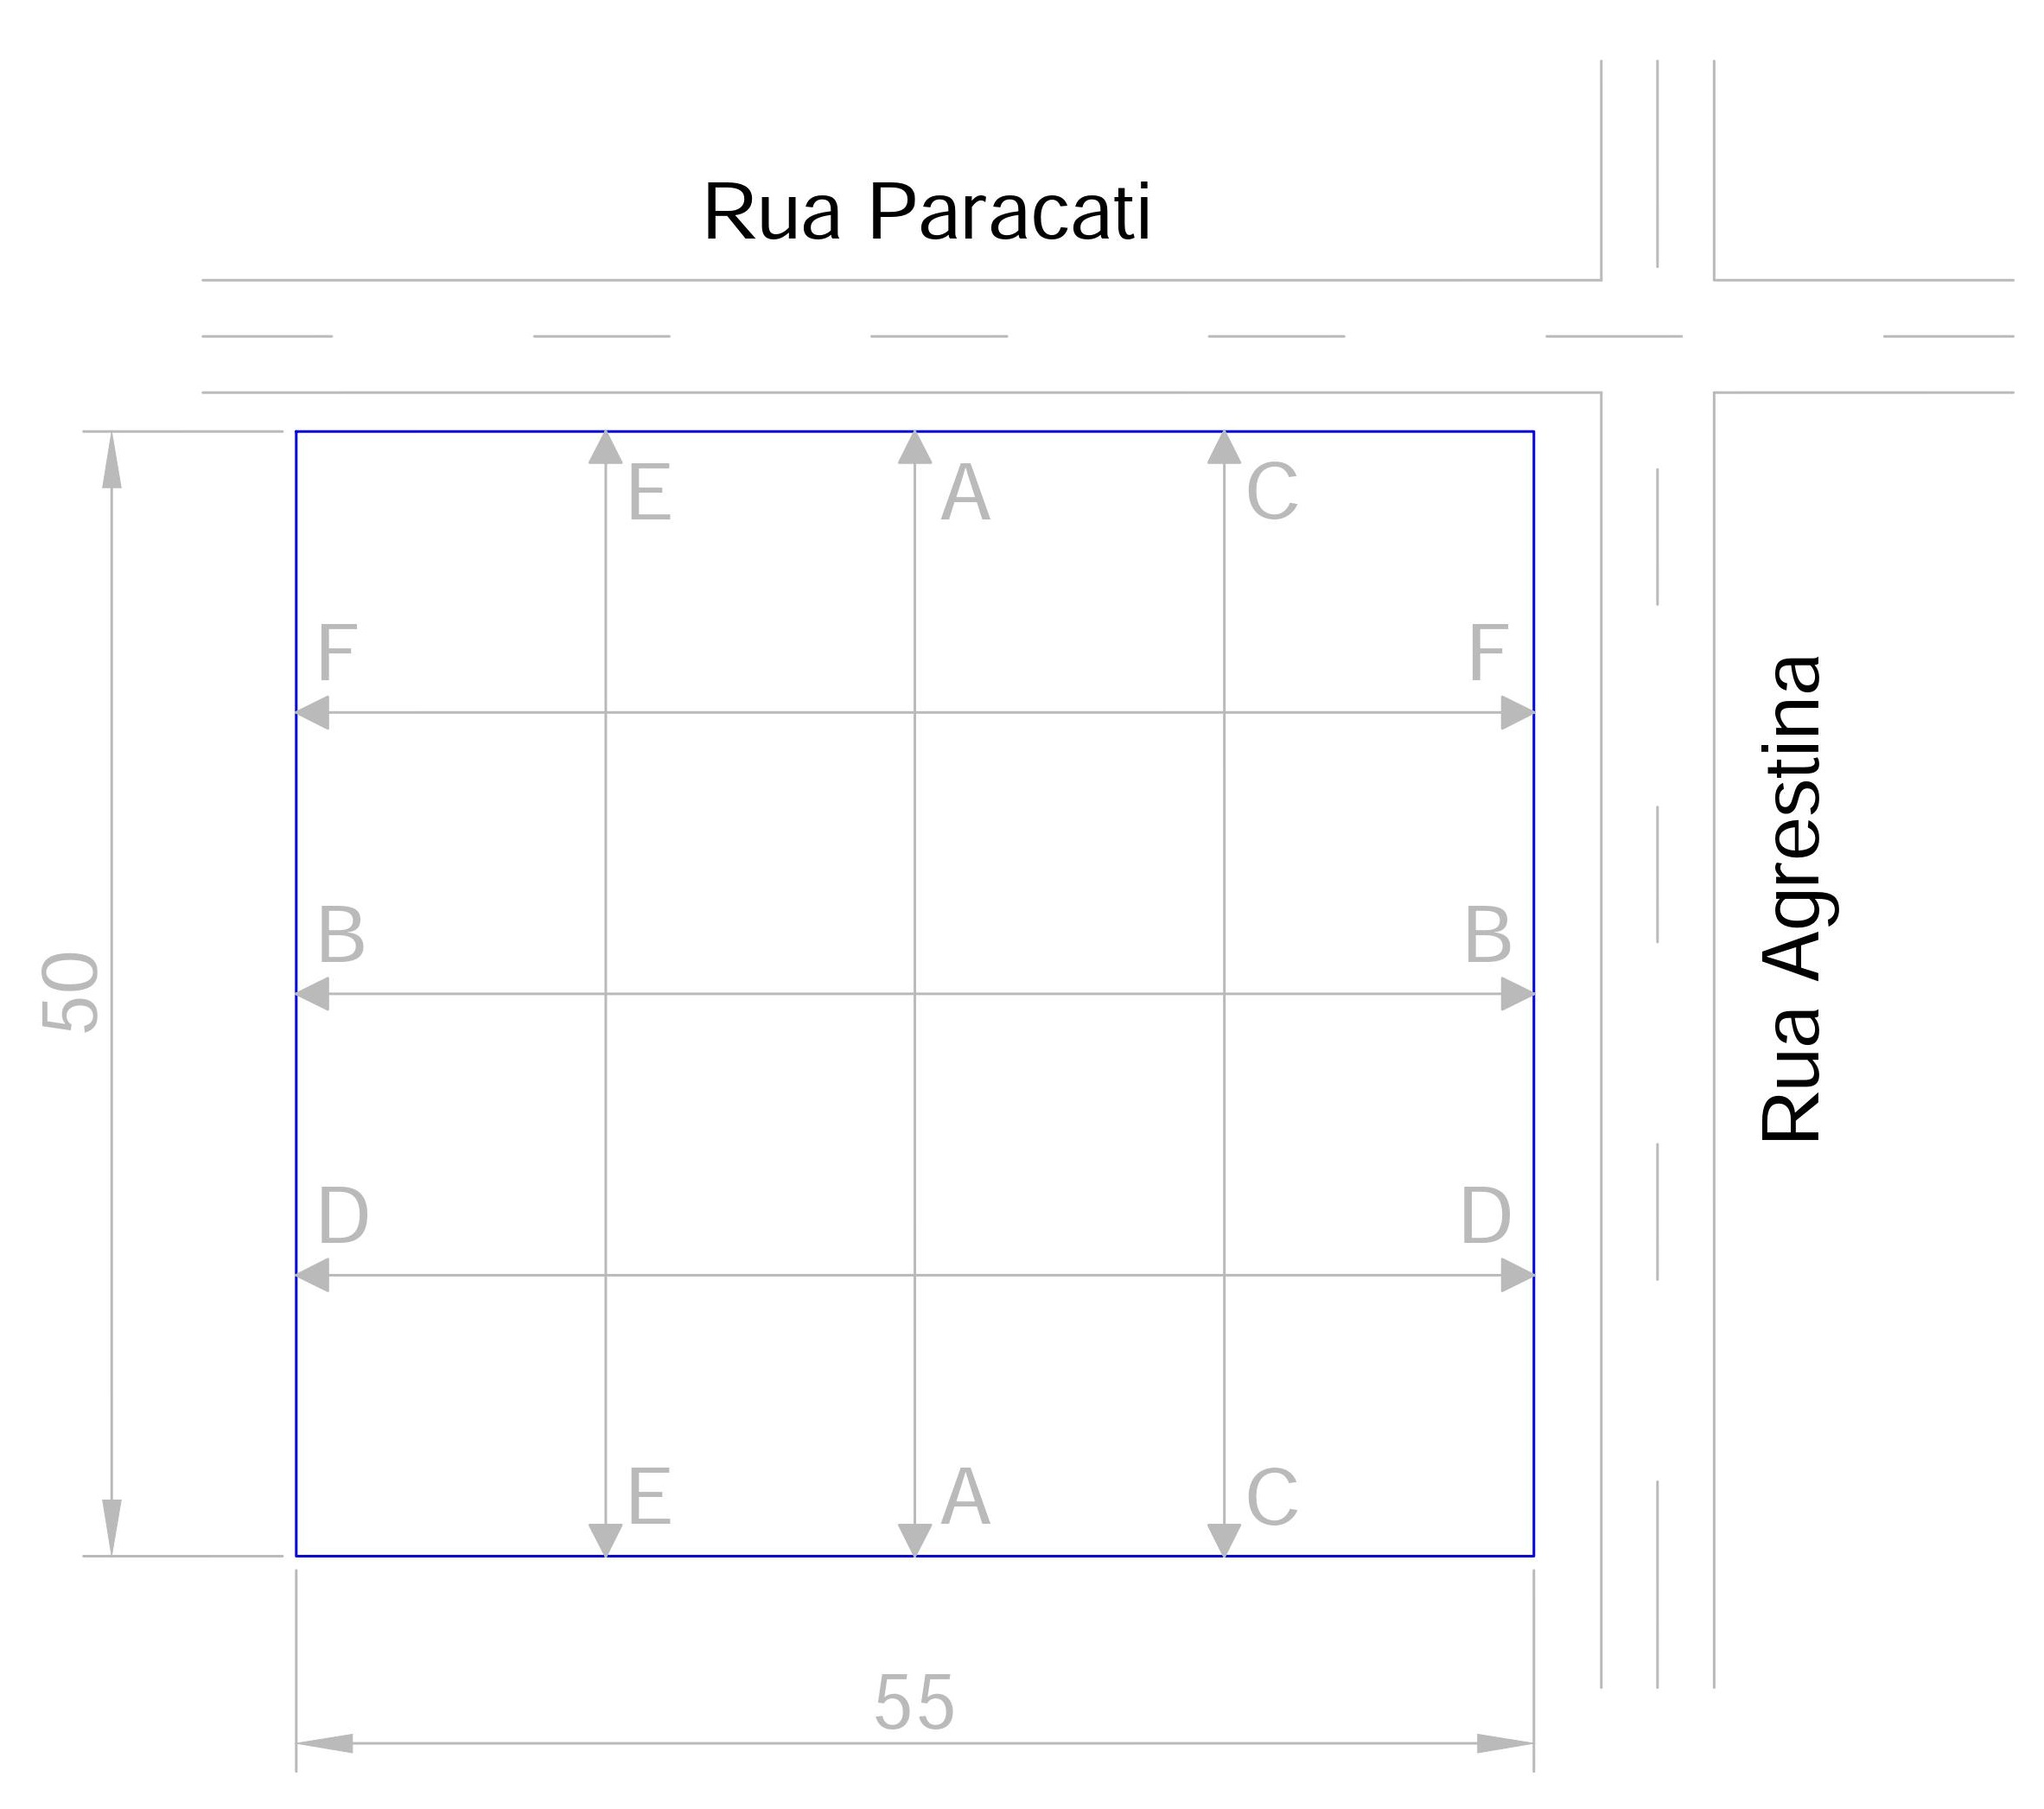 Rua Paracati
E A C
F F
Rua Agrestina
B B
50
D D
E A C
55